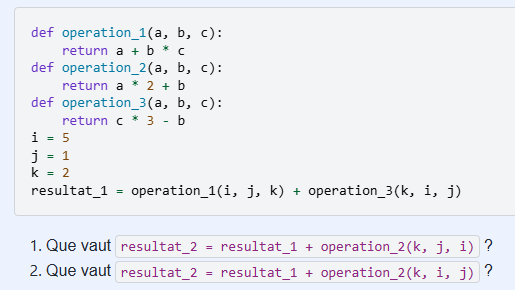 def operation_1(a, b, c):
    return a + b * c
def operation_2(a, b, c):
    return a * 2 + b
def operation_3(a, b, c):
    return c * 3 - b
i = 5
j = 1
k = 2
resultat_1 = operation_1(i, j, k) + operation_3(k, i, j)
1. Que vaut resultat_2 = resultat_1 + operation_2(k, j, i) ?
2. Que vaut resultat_2 = resultat_1 + operation_2(k, i, j) ?